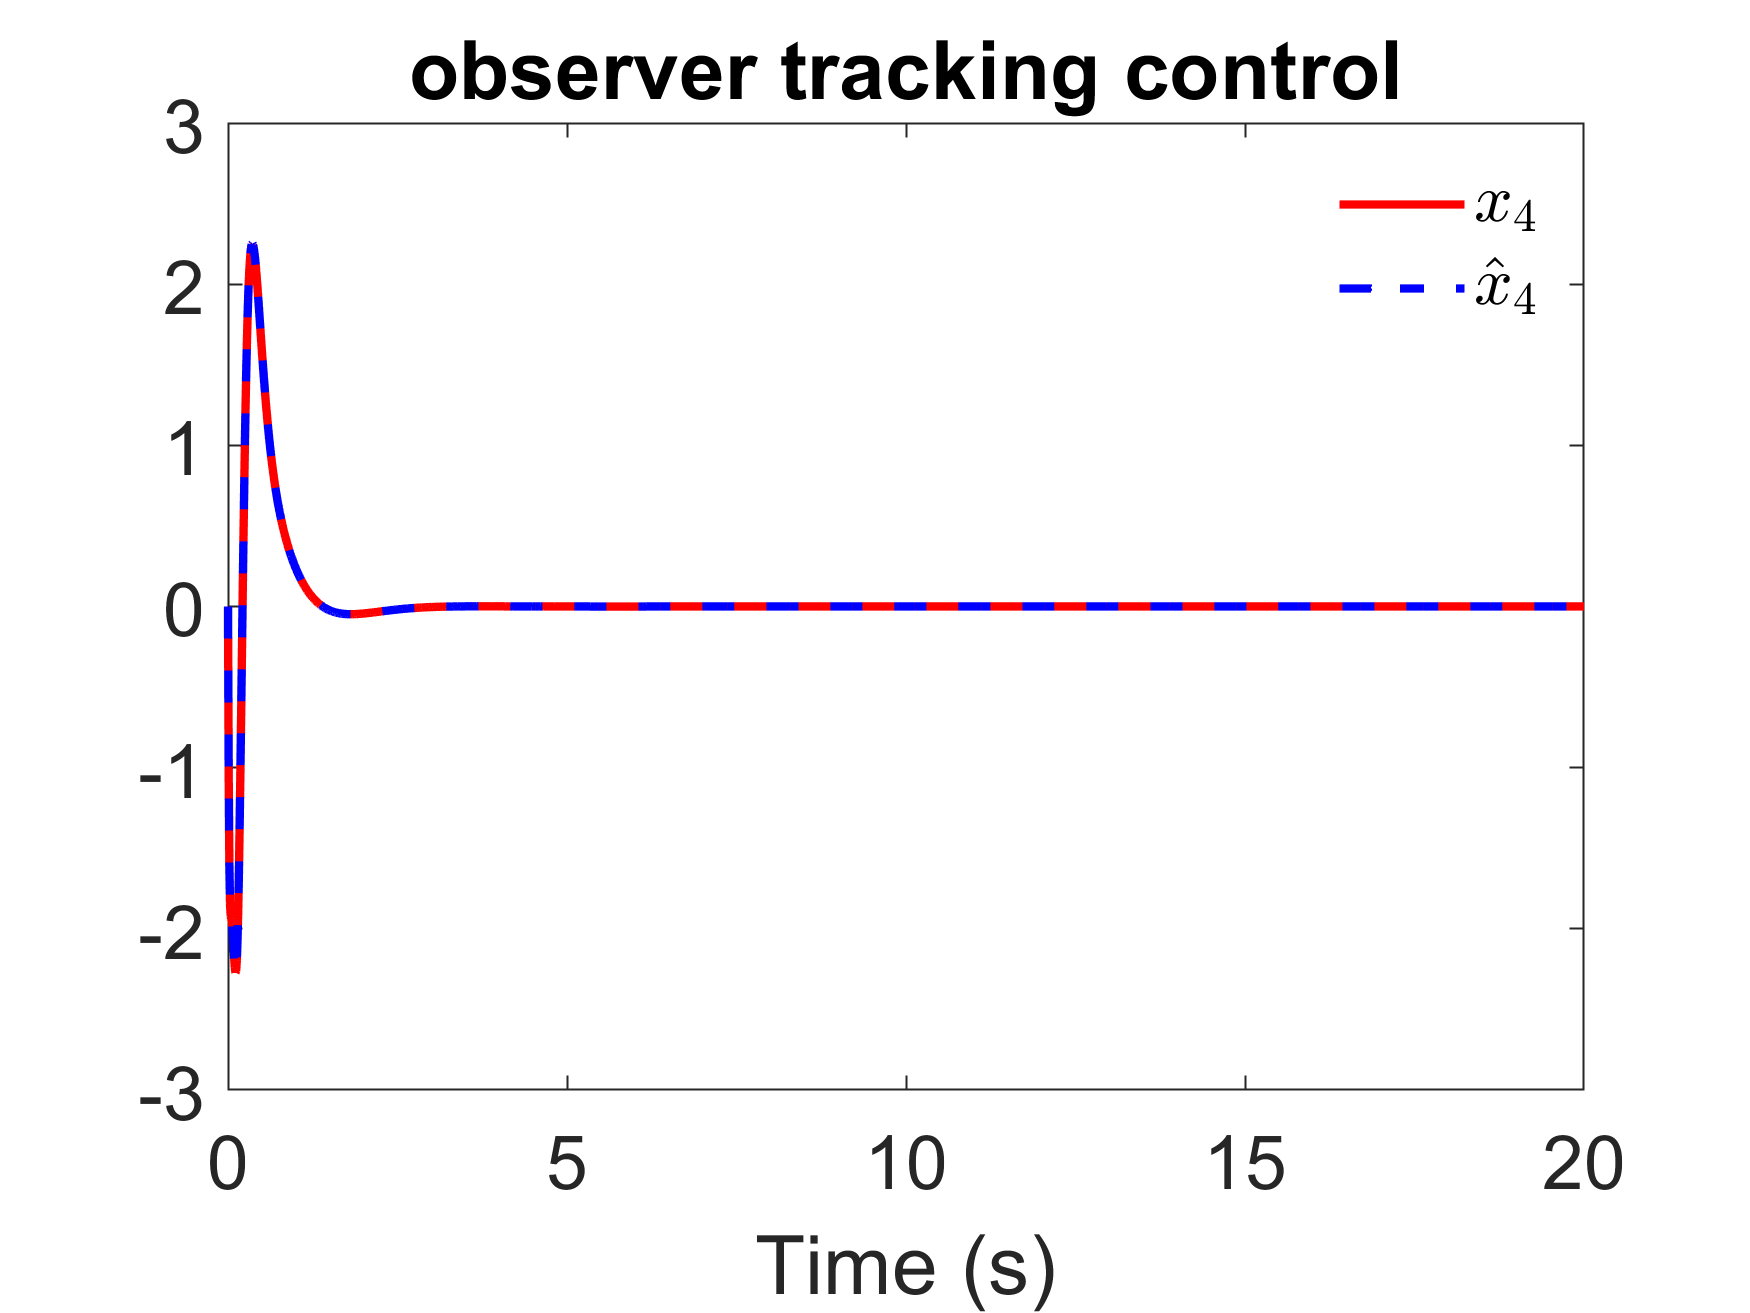 observer tracking control
3
2
1
0
-1
-2
-3
x₄
x̂₄
0 5 10 15 20
Time (s)